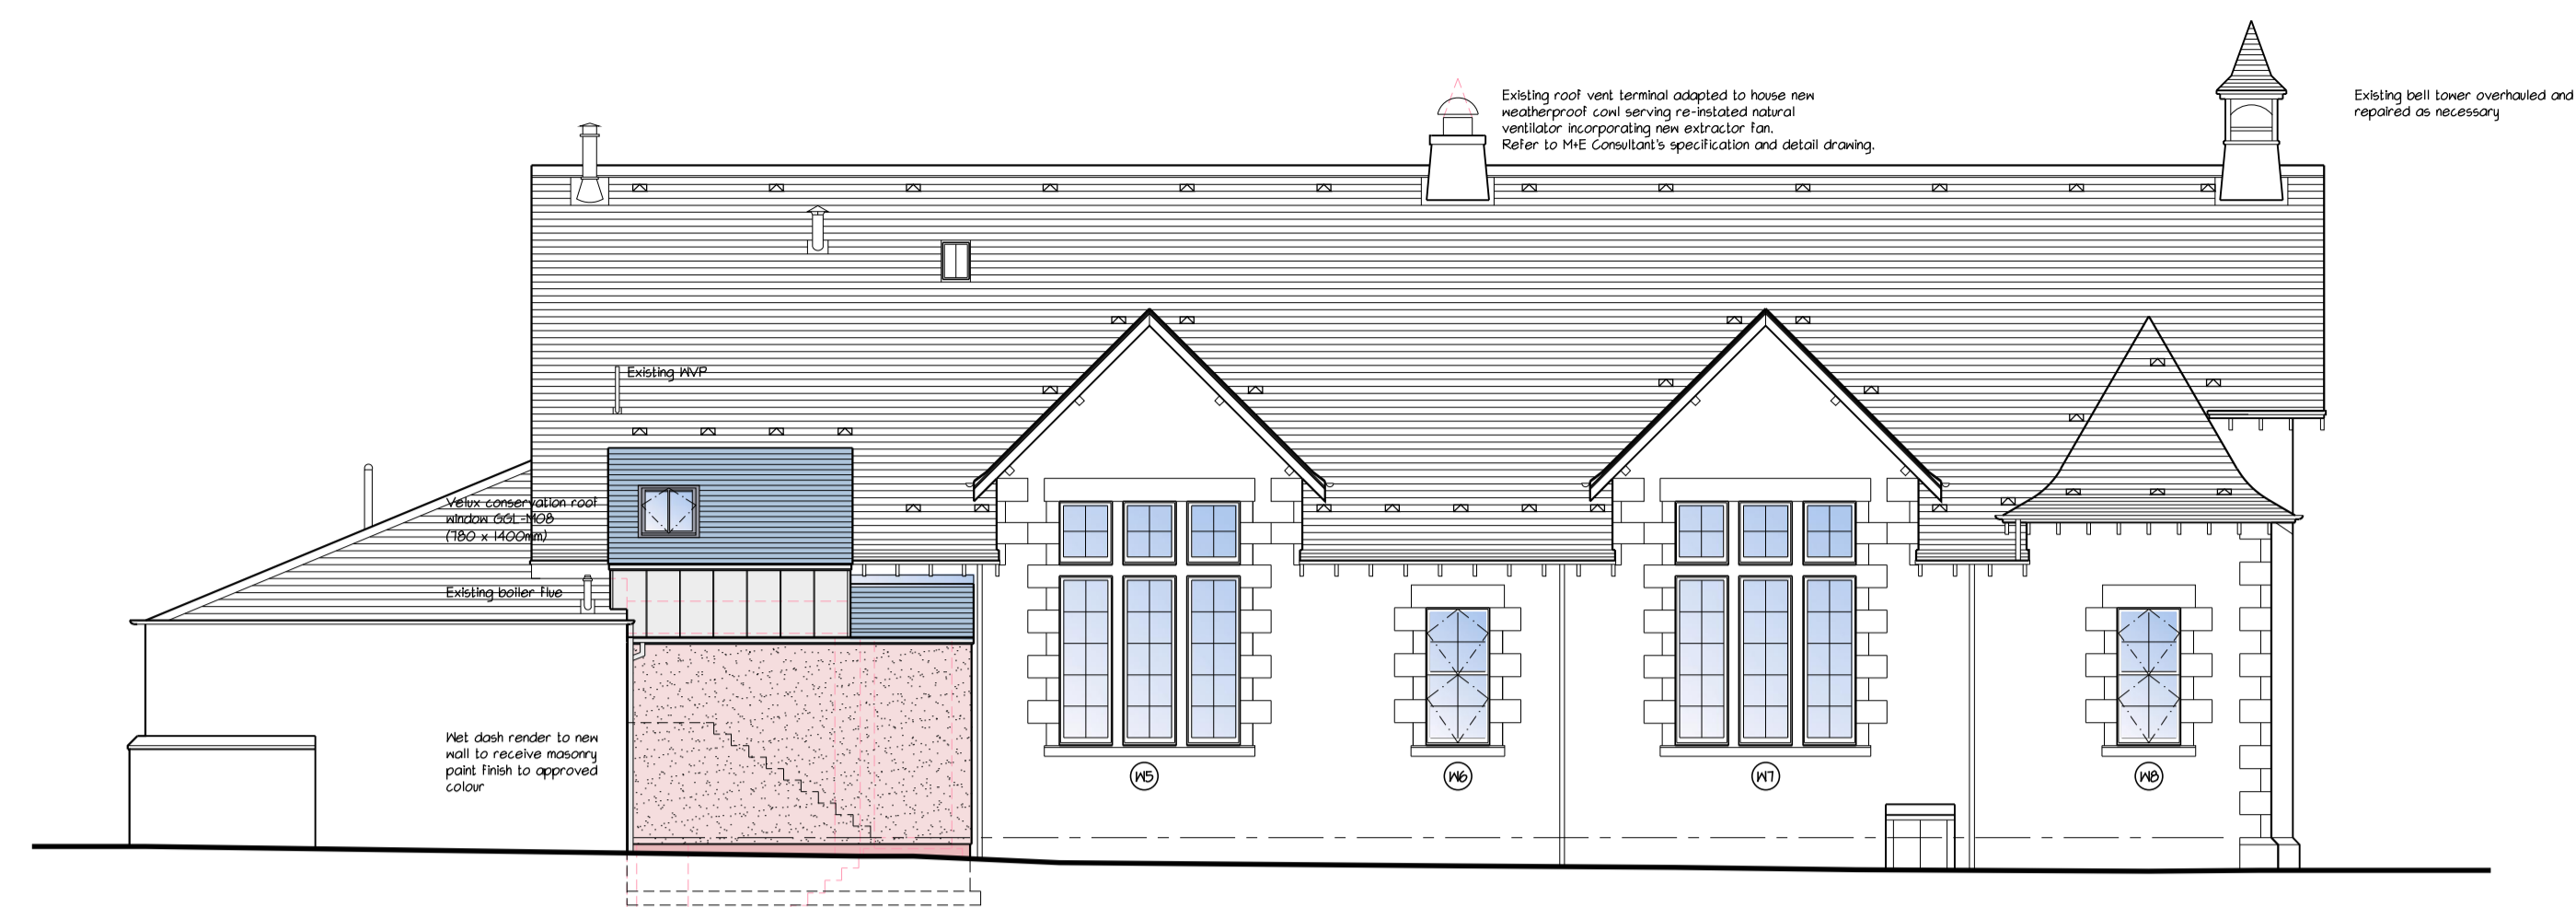 Existing roof vent terminal adapted to house new
weatherproof cowl serving re-instated natural
ventilator incorporating new extractor fan.
Refer to M+E Consultant's specification and detail drawing.
Existing bell tower overhauled and
repaired as necessary
Existing WVP
Velux conservation roof
window GGL-M08
(780 x 1400mm)
Existing boiler flue
Wet dash render to new
wall to receive masonry
paint finish to approved
colour
W5
W6
W7
W8